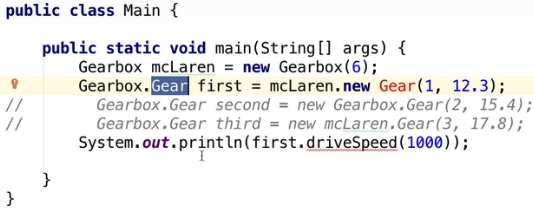 public class Main {
public static void main(String[] args) {
Gearbox mcLaren = new Gearbox(6);
Gearbox.Gear first = mcLaren.new Gear(1, 12.3);
// Gearbox.Gear second = new Gearbox.Gear(2, 15.4);
// Gearbox.Gear third = new mcLaren.Gear(3, 17.8);
System.out.println(first.driveSpeed(1000));
}
}